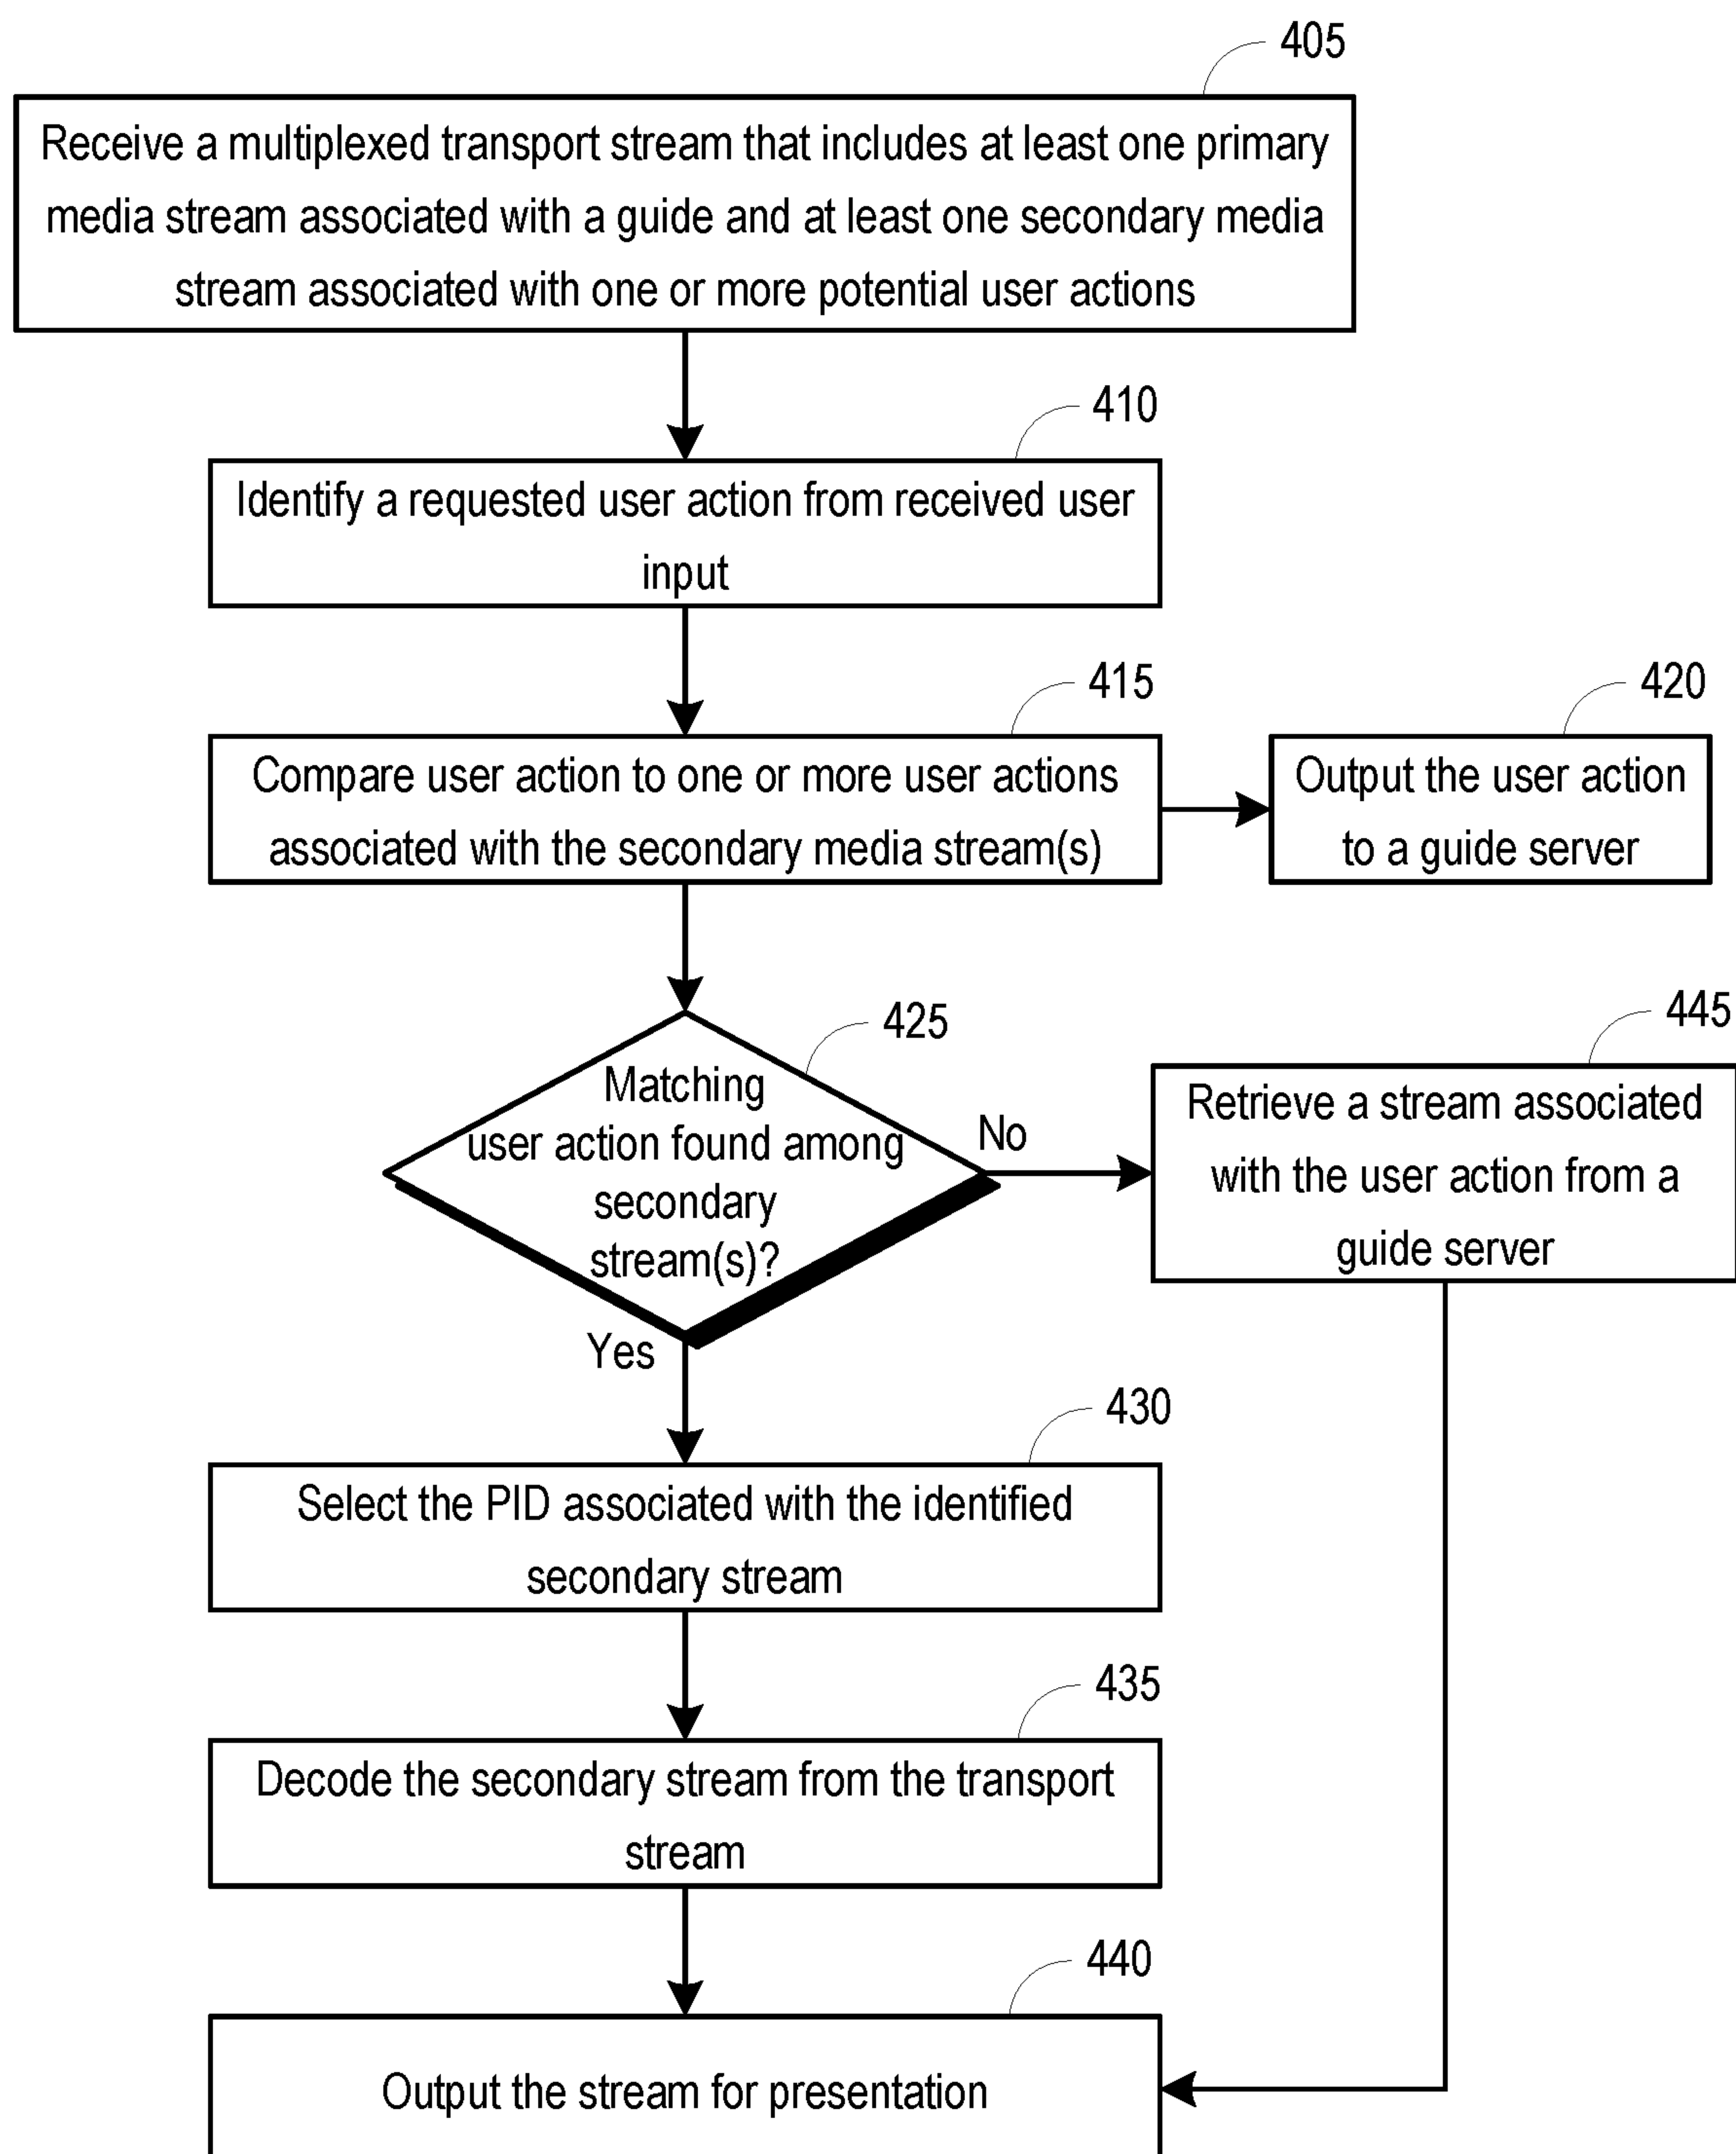 405
Receive a multiplexed transport stream that includes at least one primary
media stream associated with a guide and at least one secondary media
stream associated with one or more potential user actions
410
Identify a requested user action from received user
input
415
Compare user action to one or more user actions
associated with the secondary media stream(s)
420
Output the user action
to a guide server
425
Matching
user action found among
secondary
stream(s)?
No
Yes
445
Retrieve a stream associated
with the user action from a
guide server
430
Select the PID associated with the identified
secondary stream
435
Decode the secondary stream from the transport
stream
440
Output the stream for presentation